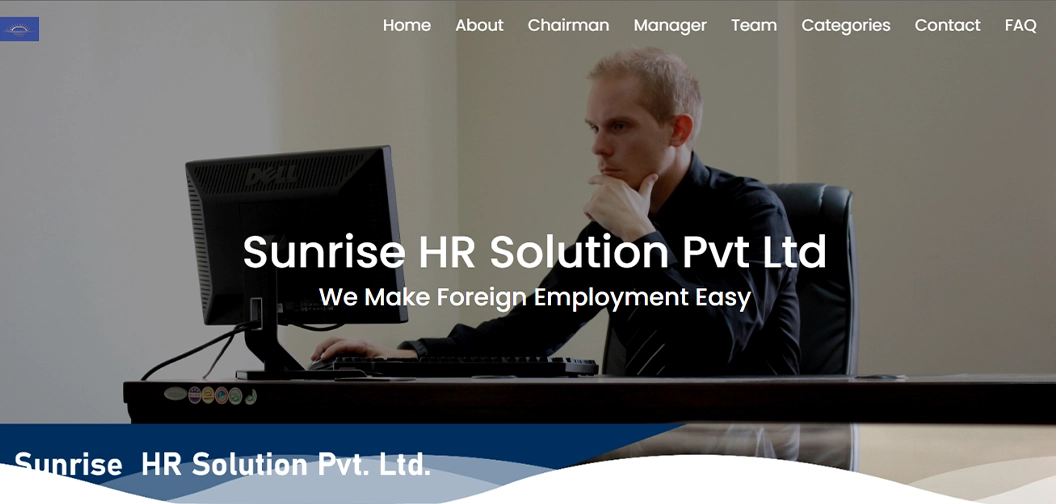 Home About Chairman Manager Team Categories Contact FAQ
DELL
Sunrise HR Solution Pvt Ltd
We Make Foreign Employment Easy
Sunrise HR Solution Pvt. Ltd.